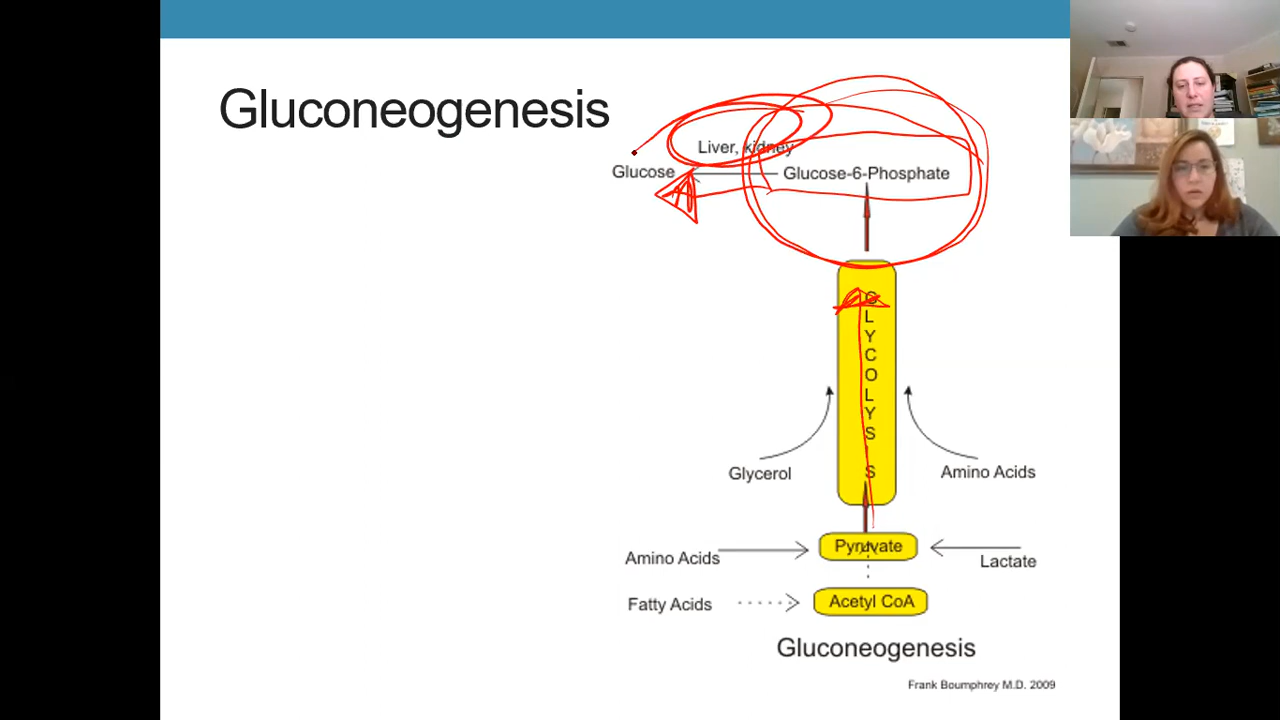 Gluconeogenesis
Liver, kidney
Glucose
Glucose-6-Phosphate
GLYCOLYS S
Glycerol
Amino Acids
Pyruvate
Amino Acids
Lactate
Fatty Acids
Acetyl CoA
Gluconeogenesis
Frank Boumphrey M.D. 2009